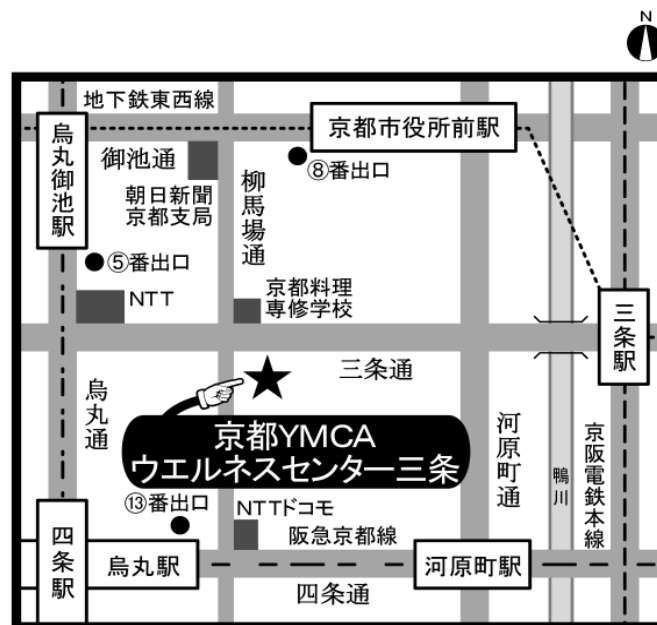 N
地下鉄東西線
烏丸御池駅
京都市役所前駅
御池通
⑧番出口
朝日新聞
京都支局
柳馬場通
⑤番出口
NTT
京都料理
専修学校
三条駅
三条通
烏丸通
京都YMCA
ウエルネスセンター三条
河原町通
鴨川
京阪電鉄本線
⑬番出口
NTTドコモ
阪急京都線
四条駅
烏丸駅
河原町駅
四条通